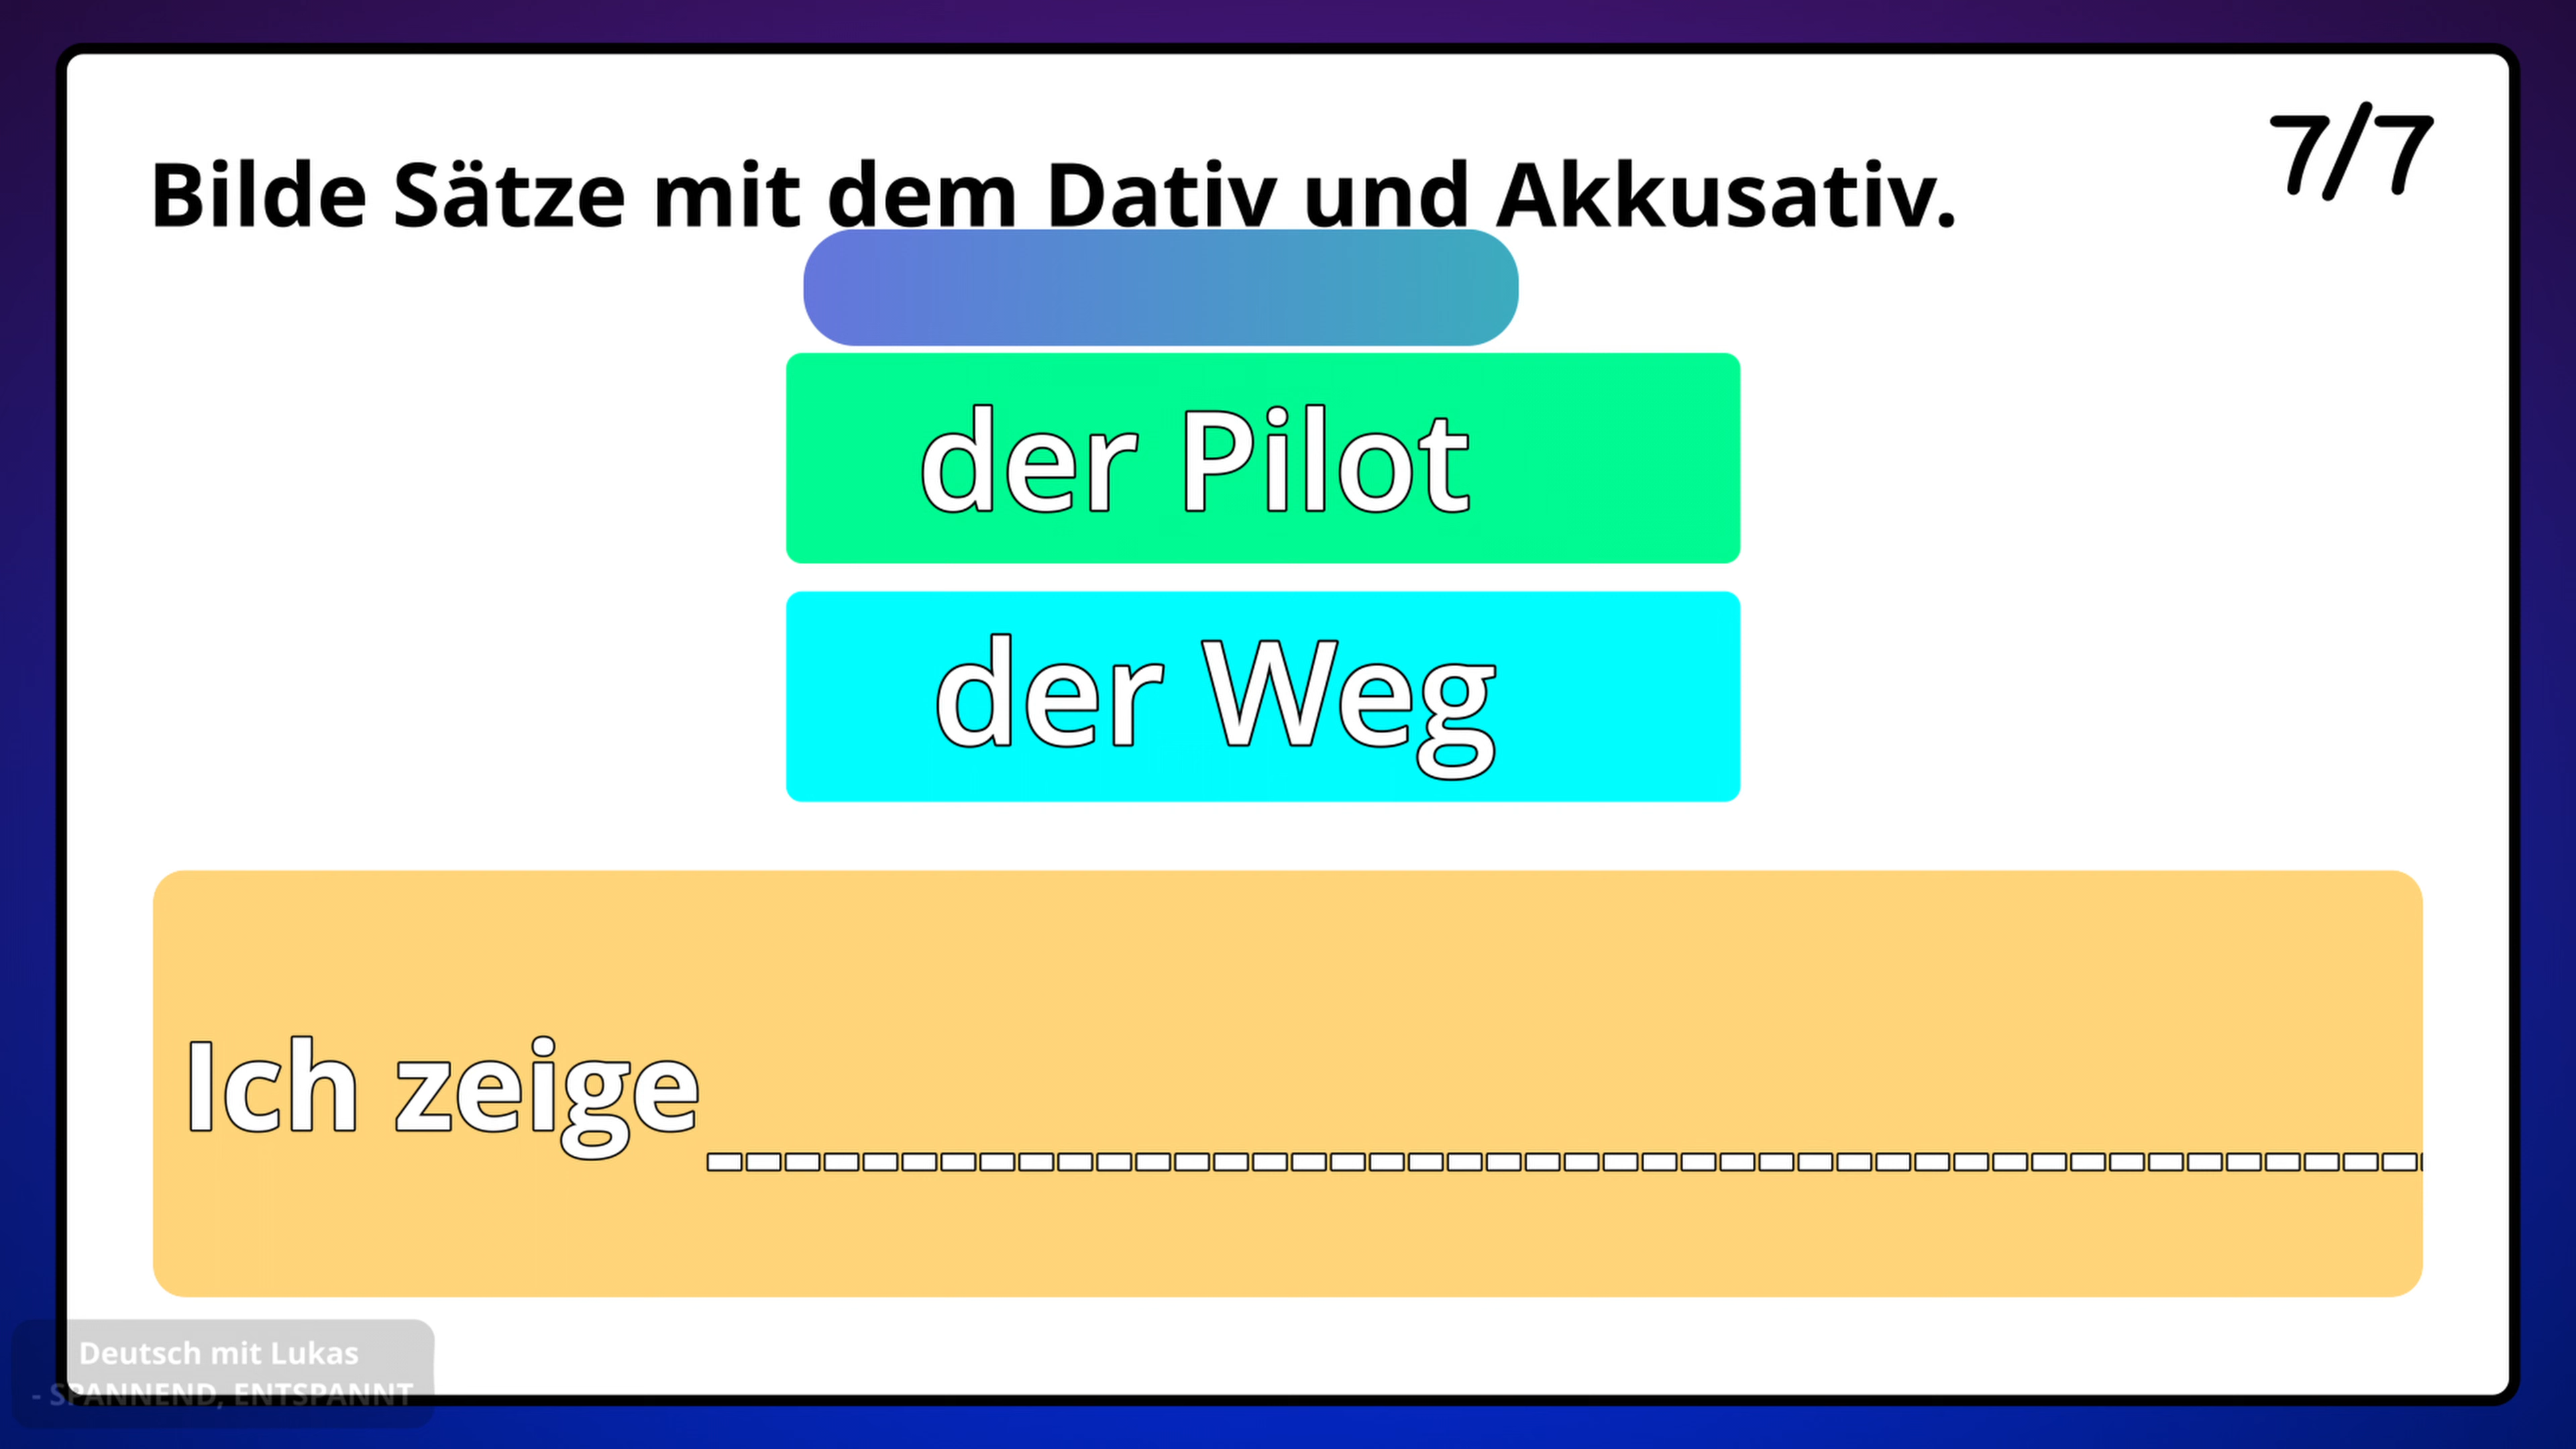 7/7
Bilde Sätze mit dem Dativ und Akkusativ.
der Pilot
der Weg
Ich zeige____________________________________________
Deutsch mit Lukas
- SPANNEND, ENTSPANNT